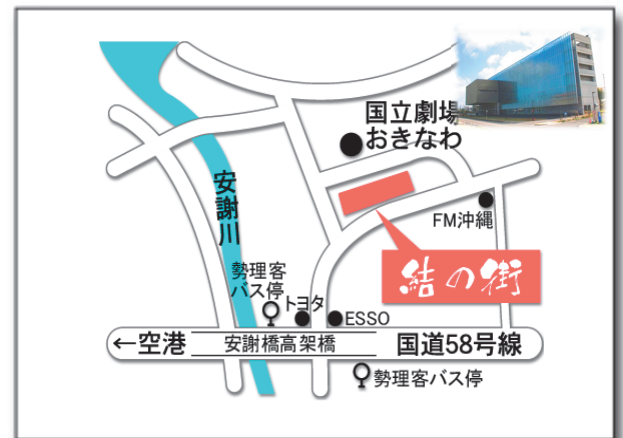 国立劇場
おきなわ
安謝川
FM沖縄
結の街
勢理客
バス停
トヨタ
ESSO
←空港
安謝橋高架橋
国道58号線
勢理客バス停